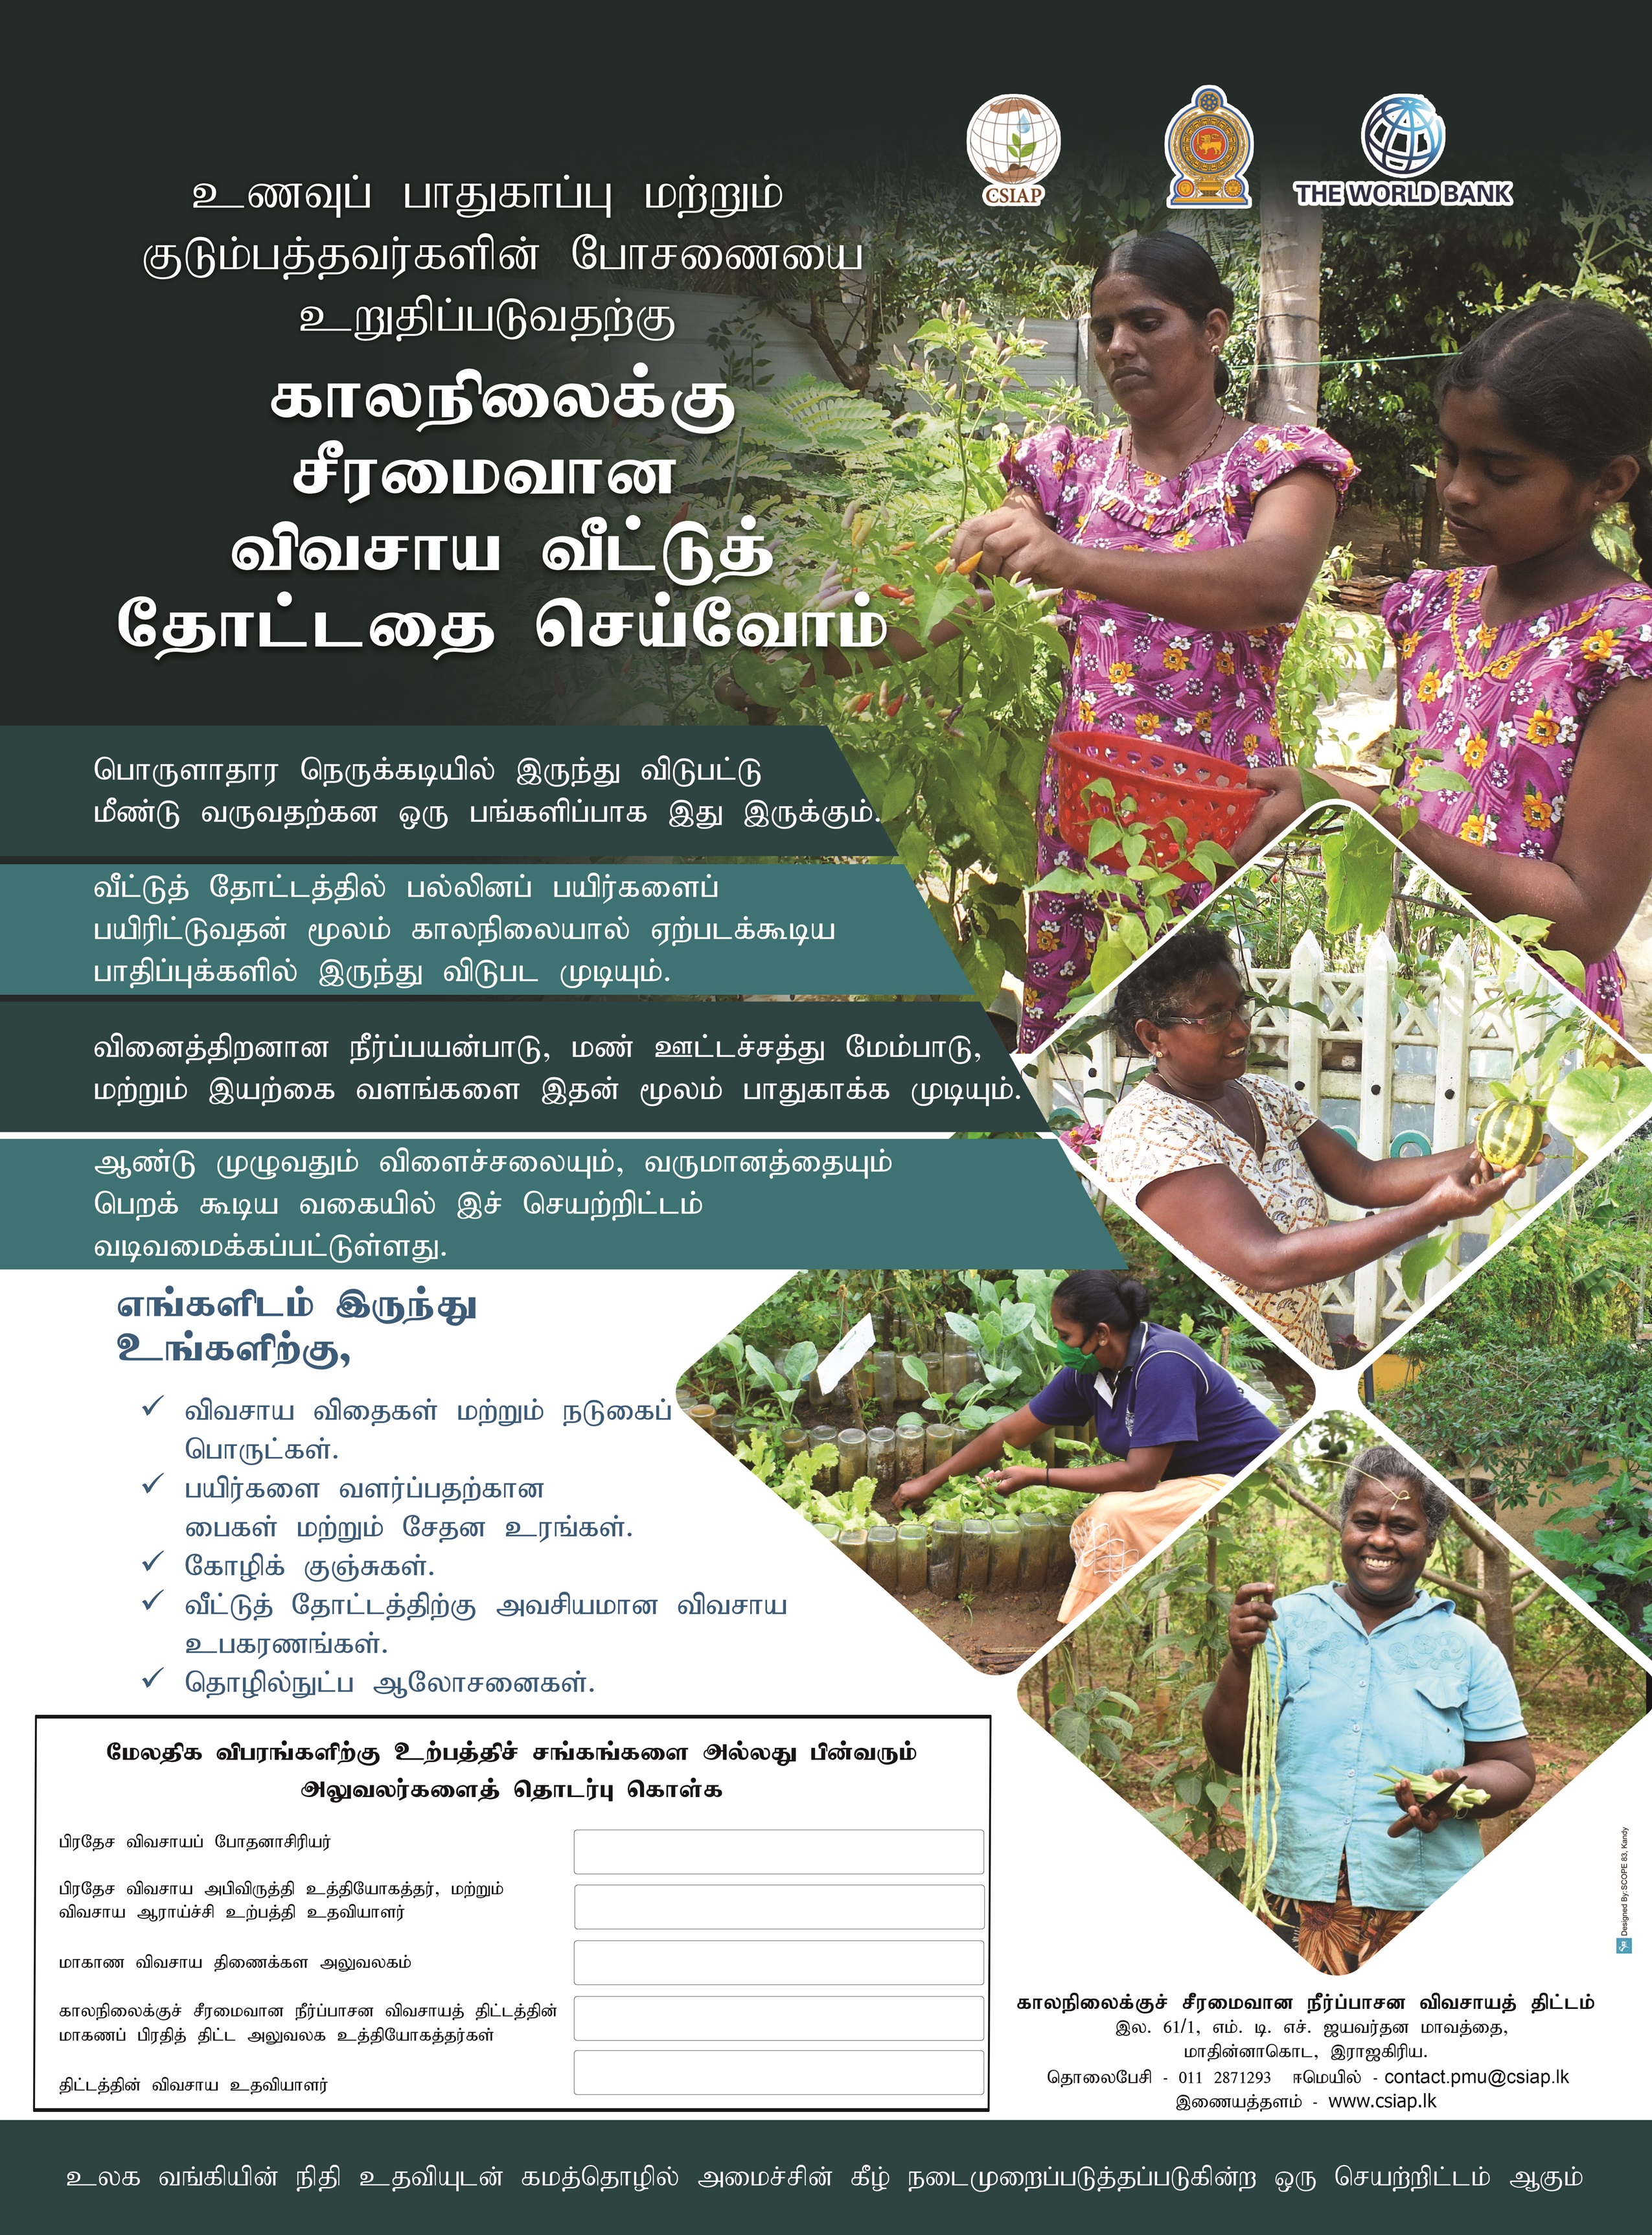 CSIAP
THE WORLD BANK
உணவுப் பாதுகாப்பு மற்றும்
குடும்பத்தவர்களின் போசணையை
உறுதிப்படுவதற்கு
காலநிலைக்கு
சீரமைவான
விவசாய வீட்டுத்
தோட்டதை செய்வோம்
பொருளாதார நெருக்கடியில் இருந்து விடுபட்டு
மீண்டு வருவதற்கன ஒரு பங்களிப்பாக இது இருக்கும்.
வீட்டுத் தோட்டத்தில் பல்லினப் பயிர்களைப்
பயிரிட்டுவதன் மூலம் காலநிலையால் ஏற்படக்கூடிய
பாதிப்புக்களில் இருந்து விடுபட முடியும்.
வினைத்திறனான நீர்ப்பயன்பாடு, மண் ஊட்டச்சத்து மேம்பாடு,
மற்றும் இயற்கை வளங்களை இதன் மூலம் பாதுகாக்க முடியும்.
ஆண்டு முழுவதும் விளைச்சலையும், வருமானத்தையும்
பெறக் கூடிய வகையில் இச் செயற்றிட்டம்
வடிவமைக்கப்பட்டுள்ளது.
எங்களிடம் இருந்து
உங்களிற்கு,
✓ விவசாய விதைகள் மற்றும் நடுகைப்
பொருட்கள்.
✓ பயிர்களை வளர்ப்பதற்கான
பைகள் மற்றும் சேதன உரங்கள்.
✓ கோழிக் குஞ்சுகள்.
✓ வீட்டுத் தோட்டத்திற்கு அவசியமான விவசாய
உபகரணங்கள்.
✓ தொழில்நுட்ப ஆலோசனைகள்.
மேலதிக விபரங்களிற்கு உற்பத்திச் சங்கங்களை அல்லது பின்வரும்
அலுவலர்களைத் தொடர்பு கொள்க
பிரதேச விவசாயப் போதனாசிரியர்
பிரதேச விவசாய அபிவிருத்தி உத்தியோகத்தர், மற்றும்
விவசாய ஆராய்ச்சி உற்பத்தி உதவியாளர்
மாகாண விவசாய திணைக்கள அலுவலகம்
காலநிலைக்குச் சீரமைவான நீர்ப்பாசன விவசாயத் திட்டத்தின்
மாகணப் பிரதித் திட்ட அலுவலக உத்தியோகத்தர்கள்
திட்டத்தின் விவசாய உதவியாளர்
Designed By: SCOPE 83, Kandy
காலநிலைக்குச் சீரமைவான நீர்ப்பாசன விவசாயத் திட்டம்
இல. 61/1, எம். டி. எச். ஜயவர்தன மாவத்தை,
மாதின்னாகொட, இராஜகிரிய.
தொலைபேசி - 011 2871293 ஈமெயில் - contact.pmu@csiap.lk
இணையத்தளம் - www.csiap.lk
உலக வங்கியின் நிதி உதவியுடன் கமத்தொழில் அமைச்சின் கீழ் நடைமுறைப்படுத்தப்படுகின்ற ஒரு செயற்றிட்டம் ஆகும்